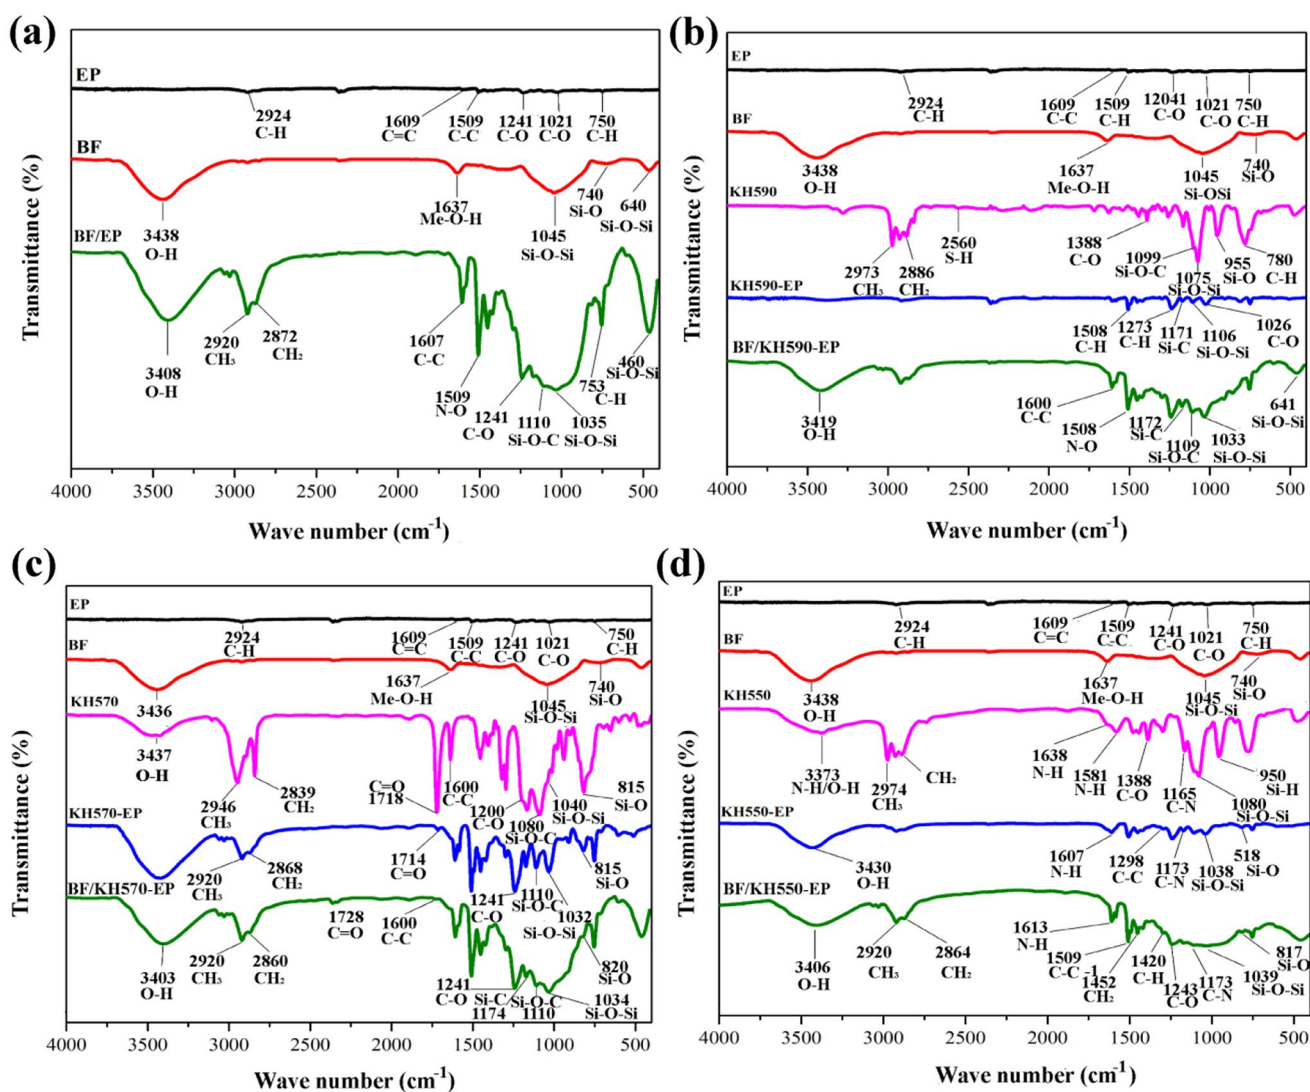 (a)
EP
2924
C-H
1609
C=C
1509
C-C
1241
C-O
1021
C-O
750
C-H
BF
3438
O-H
1637
Me-O-H
1045
Si-O-Si
740
Si-O
640
Si-O-Si
BF/EP
3408
O-H
2920
CH₃
2872
CH₂
1607
C-C
1509
N-O
1241
C-O
1110
Si-O-C
1035
Si-O-Si
753
C-H
460
Si-O-Si
Transmittance (%)
4000 3500 3000 2500 2000 1500 1000 500
Wave number (cm⁻¹)
(b)
EP
2924
C-H
1609
C-C
1509
C-H
12041
C-O
1021
C-O
750
C-H
BF
3438
O-H
1637
Me-O-H
1045
Si-OSi
740
Si-O
KH590
2973
CH₃
2886
CH₂
2560
S-H
1388
C-O
1099
Si-O-C
1075
Si-O-Si
955
Si-O
780
C-H
KH590-EP
1508
C-H
1273
C-H
1171
Si-C
1106
Si-O-Si
1026
C-O
BF/KH590-EP
3419
O-H
1600
C-C
1508
N-O
1172
Si-C
1109
Si-O-C
1033
Si-O-Si
641
Si-O-Si
Transmittance (%)
4000 3500 3000 2500 2000 1500 1000 500
Wave number (cm⁻¹)
(c)
EP
2924
C-H
1609
C=C
1509
C-C
1241
C-O
1021
C-O
750
C-H
BF
3436
1637
Me-O-H
1045
Si-O-Si
740
Si-O
KH570
3437
O-H
2946
CH₃
2839
CH₂
C=O
1718
1600
C-C
1200
C-O
1080
Si-O-C
1040
Si-O-Si
815
Si-O
KH570-EP
2920
CH₃
2868
CH₂
1714
C=O
1241
C-O
1110
Si-O-C
1032
Si-O-Si
815
Si-O
BF/KH570-EP
3403
O-H
2920
CH₃
2860
CH₂
1728
C=O
1600
C-C
1241
C-O
Si-C
1174
Si-O-C
1110
1034
Si-O-Si
820
Si-O
Transmittance (%)
4000 3500 3000 2500 2000 1500 1000 500
Wave number (cm⁻¹)
(d)
EP
2924
C-H
1609
C=C
1509
C-C
1241
C-O
1021
C-O
750
C-H
BF
3438
O-H
1637
Me-O-H
1045
Si-O-Si
740
Si-O
KH550
3373
N-H/O-H
2974
CH₃
CH₂
1638
N-H
1581
N-H
1388
C-O
1165
C-N
1080
Si-O-Si
950
Si-H
KH550-EP
3430
O-H
1607
N-H
1298
C-C
1173
C-N
1038
Si-O-Si
518
Si-O
BF/KH550-EP
3406
O-H
2920
CH₃
2864
CH₂
1613
N-H
1509
C-C -1
1452
CH₂
1420
C-H
1243
C-O
1173
C-N
1039
Si-O-Si
817
Si-O
Transmittance (%)
4000 3500 3000 2500 2000 1500 1000 500
Wave number (cm⁻¹)